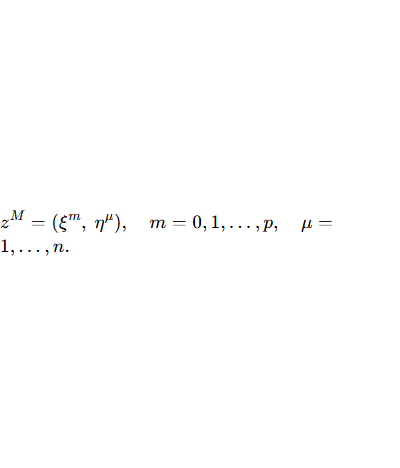 z^M = (ξ^m, η^μ), m = 0, 1, …, p, μ =
1, …, n.